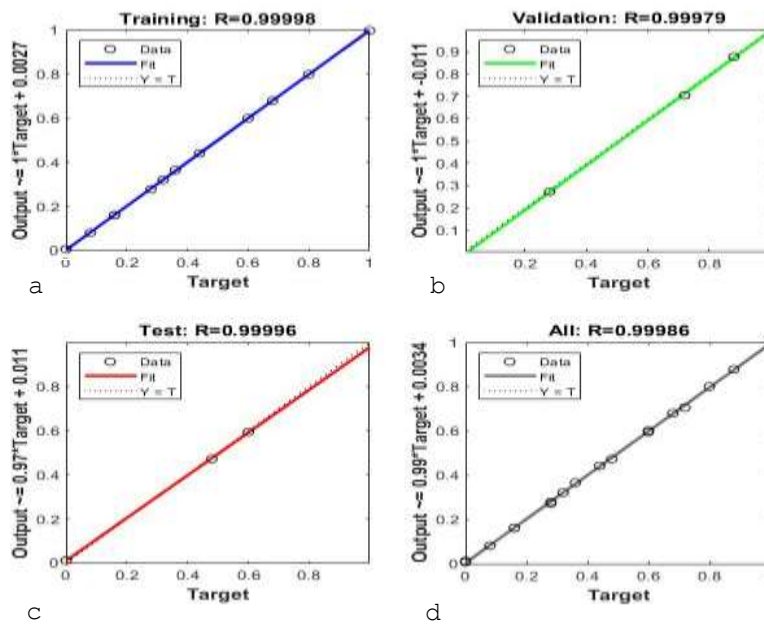 Training: R=0.99998
Output ~= 1*Target + 0.0027
Data
Fit
Y = T
1
0.8
0.6
0.4
0.2
0
0 0.2 0.4 0.6 0.8 1
Target
a
Validation: R=0.99979
Output ~= 1*Target + -0.011
Data
Fit
Y = T
0.9
0.8
0.7
0.6
0.5
0.4
0.3
0.2
0.1
0.2 0.4 0.6 0.8
Target
b
Test: R=0.99996
Output ~= 0.97*Target + 0.011
Data
Fit
Y = T
0.8
0.6
0.4
0.2
0
0 0.2 0.4 0.6 0.8
Target
c
All: R=0.99986
Output ~= 0.99*Target + 0.0034
Data
Fit
Y = T
1
0.8
0.6
0.4
0.2
0
0 0.2 0.4 0.6 0.8
Target
d